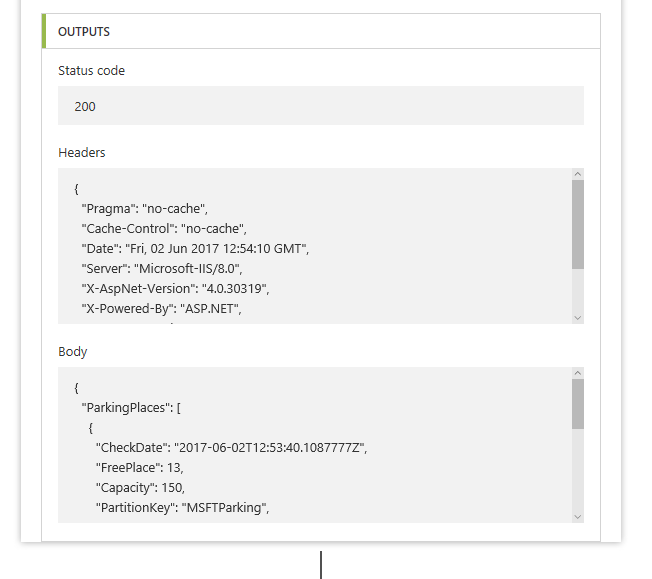 OUTPUTS
Status code
200
Headers
{
"Pragma": "no-cache",
"Cache-Control": "no-cache",
"Date": "Fri, 02 Jun 2017 12:54:10 GMT",
"Server": "Microsoft-IIS/8.0",
"X-AspNet-Version": "4.0.30319",
"X-Powered-By": "ASP.NET",
Body
{
"ParkingPlaces": [
{
"CheckDate": "2017-06-02T12:53:40.1087777Z",
"FreePlace": 13,
"Capacity": 150,
"PartitionKey": "MSFTParking",